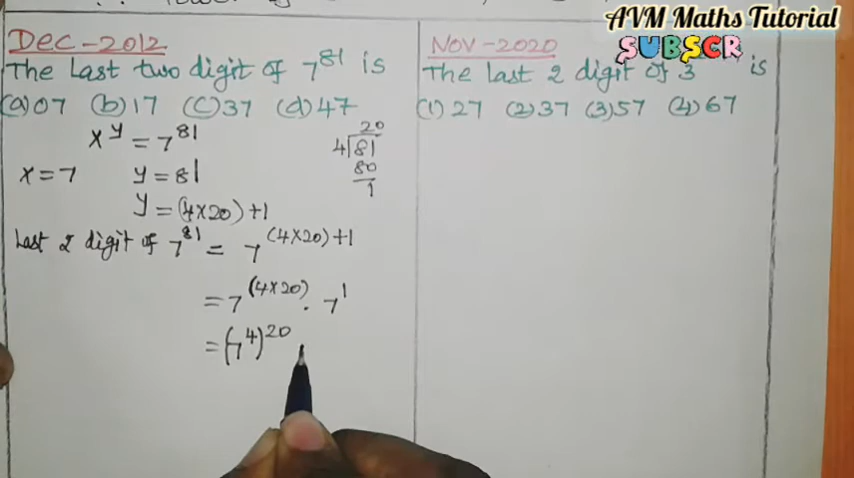 AVM Maths Tutorial
SUBSCR
Dec-2012
The Last two digit of 7^81 is
(a) 07 (b) 17 (c) 37 (d) 47
x^y = 7^81
20
4 81
80
1
x = 7 y = 81
y = (4×20) + 1
Last 2 digit of 7^81 = 7^(4×20)+1
= 7^(4×20) . 7^1
= (7^4)^20
Nov-2020
The last 2 digit of 3 is
(1) 27 (2) 37 (3) 57 (4) 67